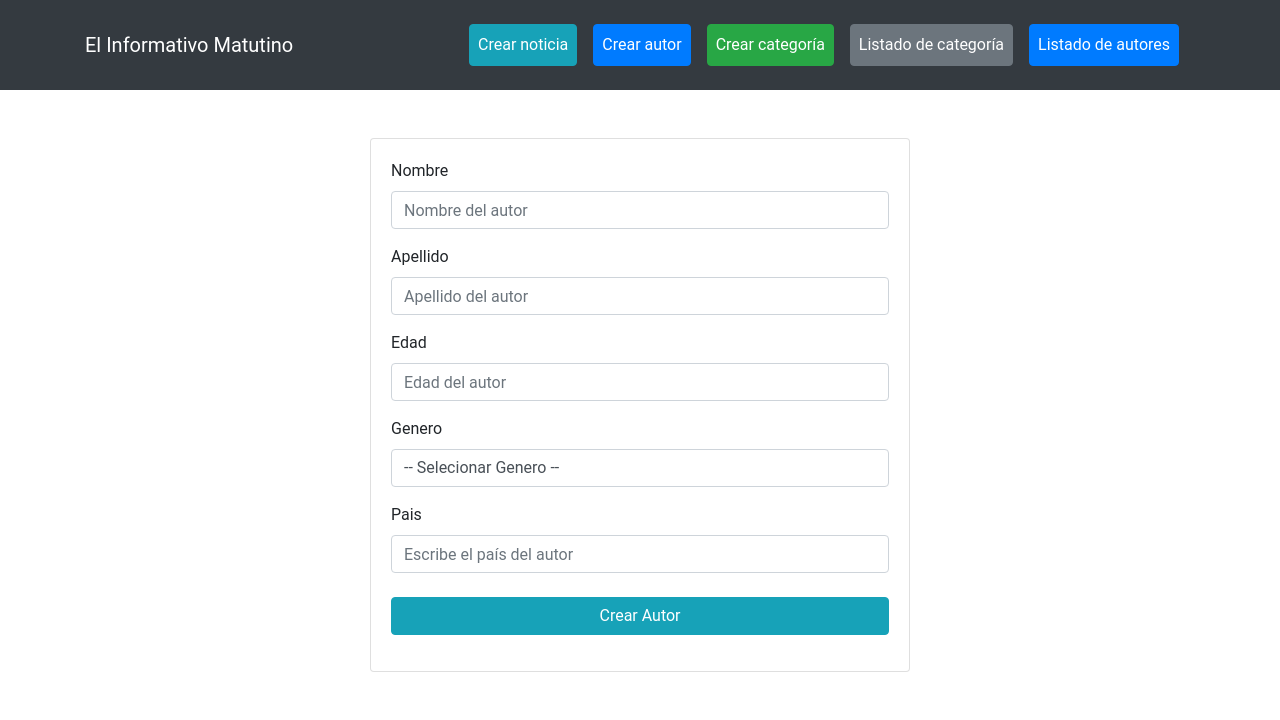 El Informativo Matutino
Crear noticia
Crear autor
Crear categoría
Listado de categoría
Listado de autores
Nombre
Nombre del autor
Apellido
Apellido del autor
Edad
Edad del autor
Genero
-- Selecionar Genero --
Pais
Escribe el país del autor
Crear Autor